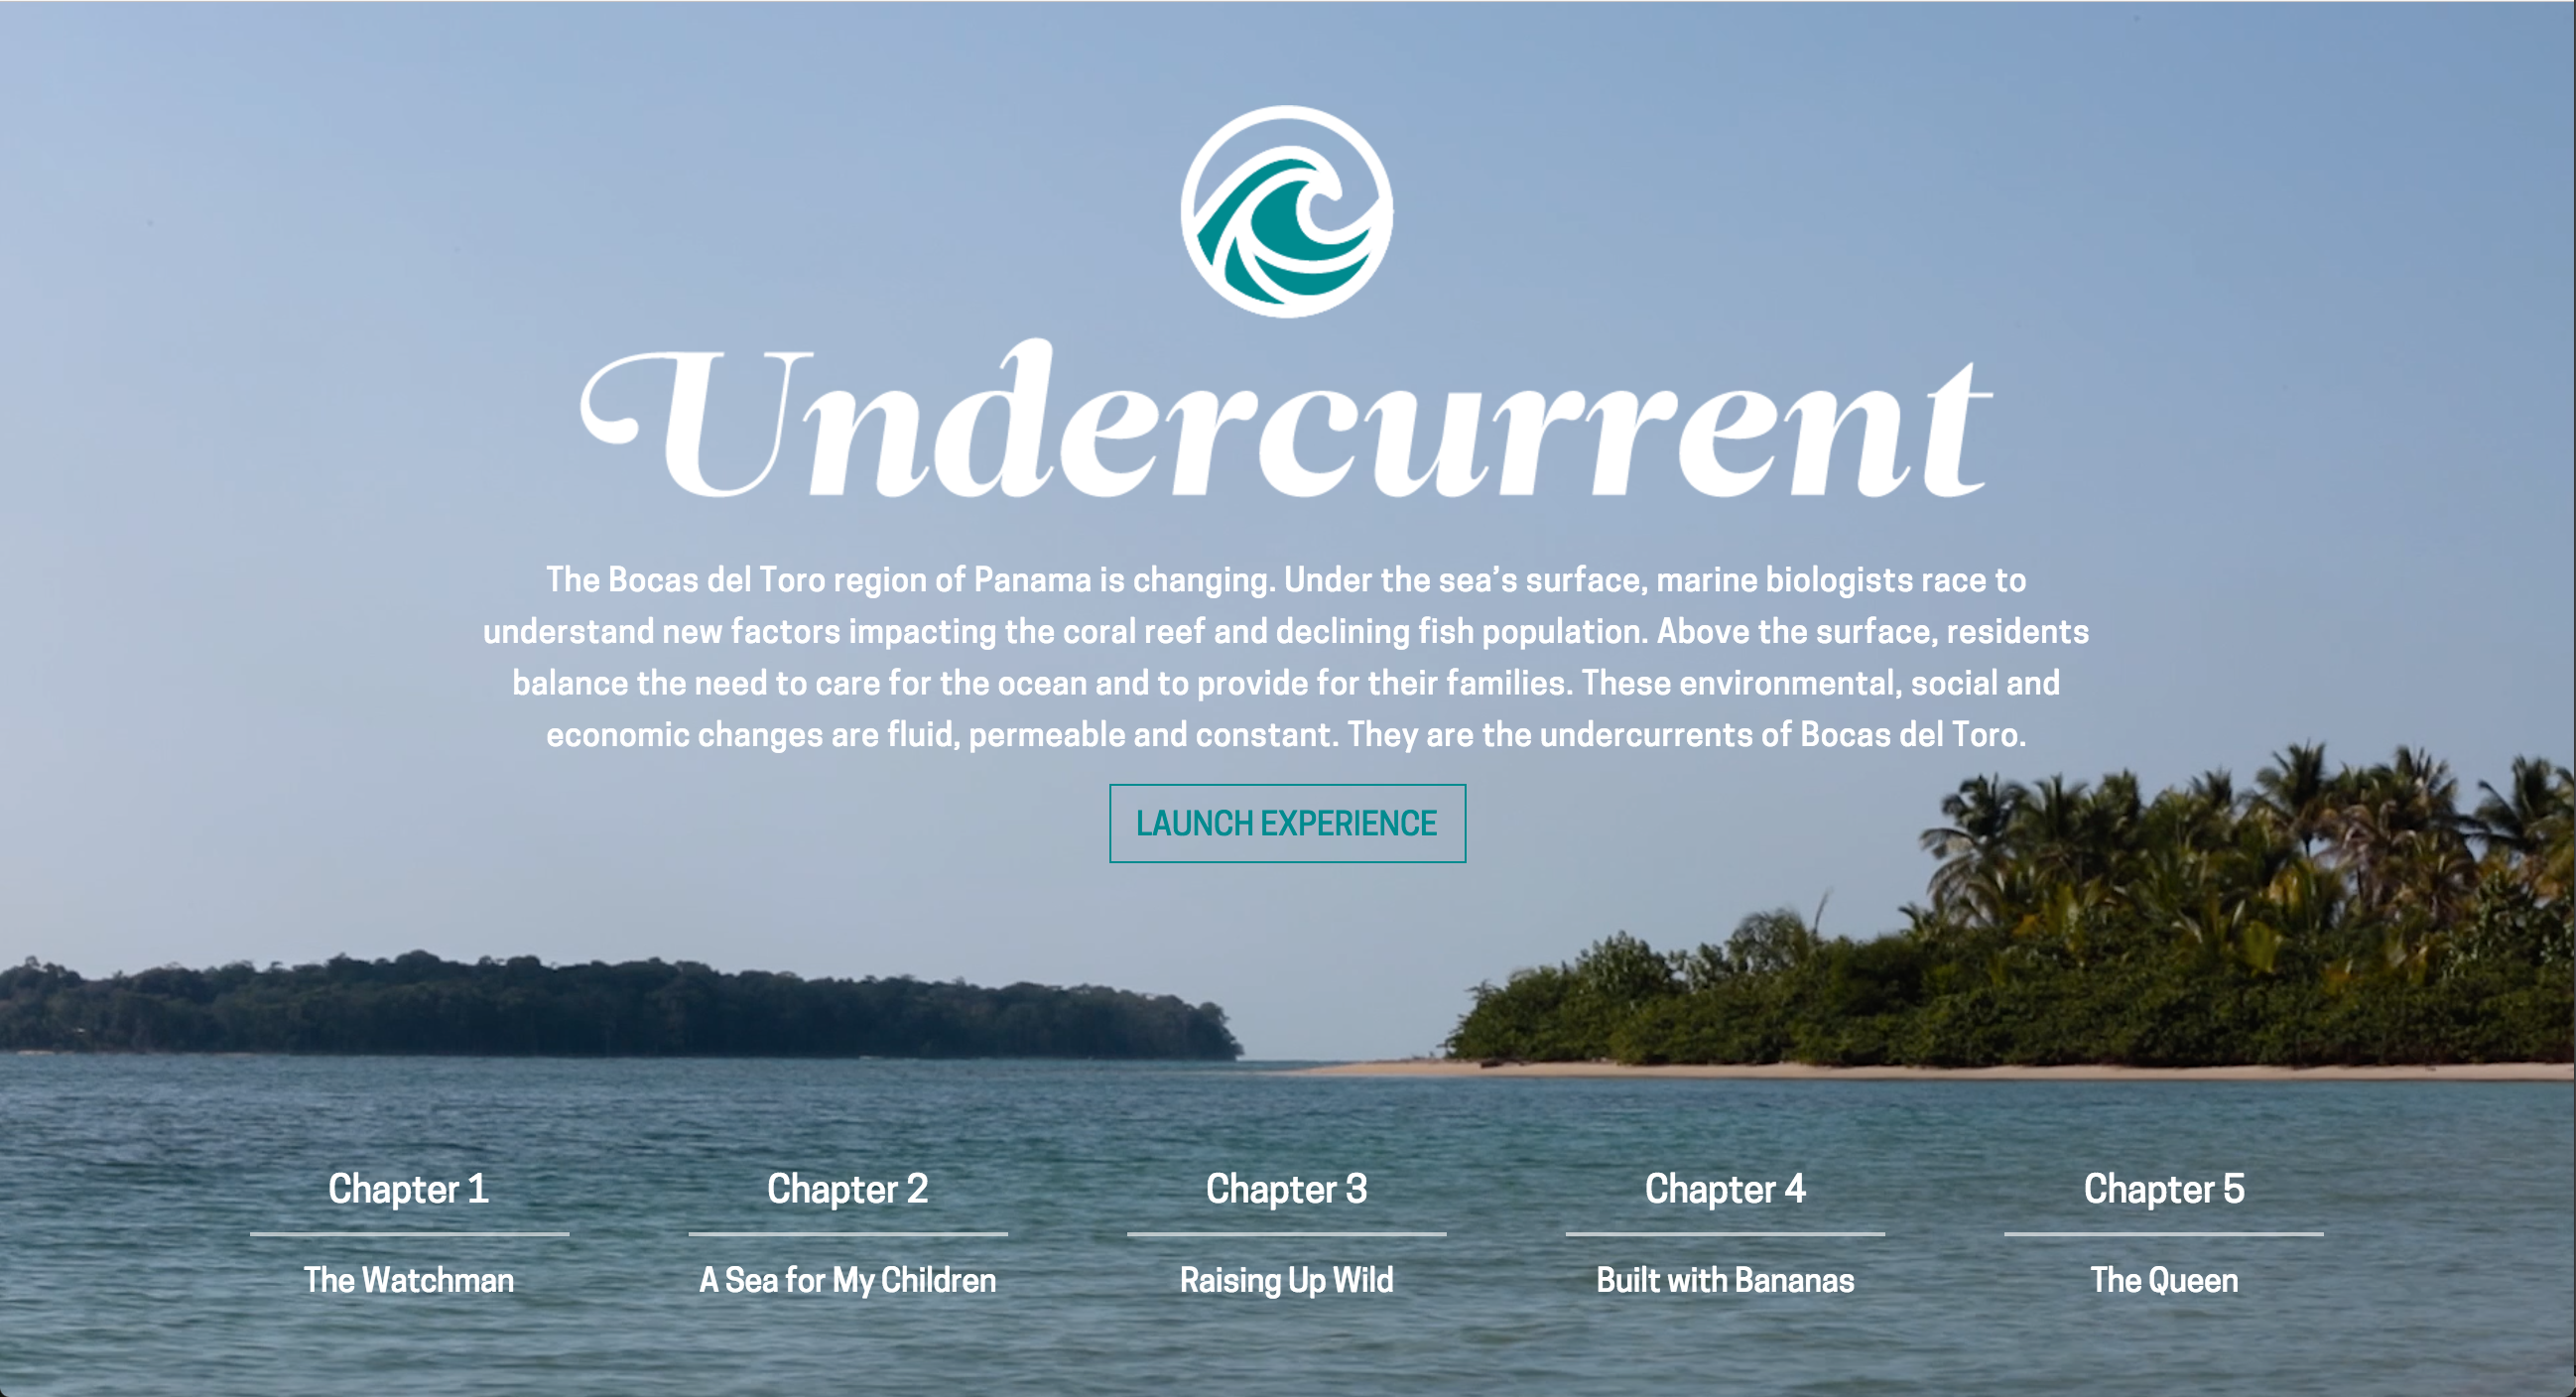 Undercurrent
The Bocas del Toro region of Panama is changing. Under the sea’s surface, marine biologists race to
understand new factors impacting the coral reef and declining fish population. Above the surface, residents
balance the need to care for the ocean and to provide for their families. These environmental, social and
economic changes are fluid, permeable and constant. They are the undercurrents of Bocas del Toro.
LAUNCH EXPERIENCE
Chapter 1
The Watchman
Chapter 2
A Sea for My Children
Chapter 3
Raising Up Wild
Chapter 4
Built with Bananas
Chapter 5
The Queen